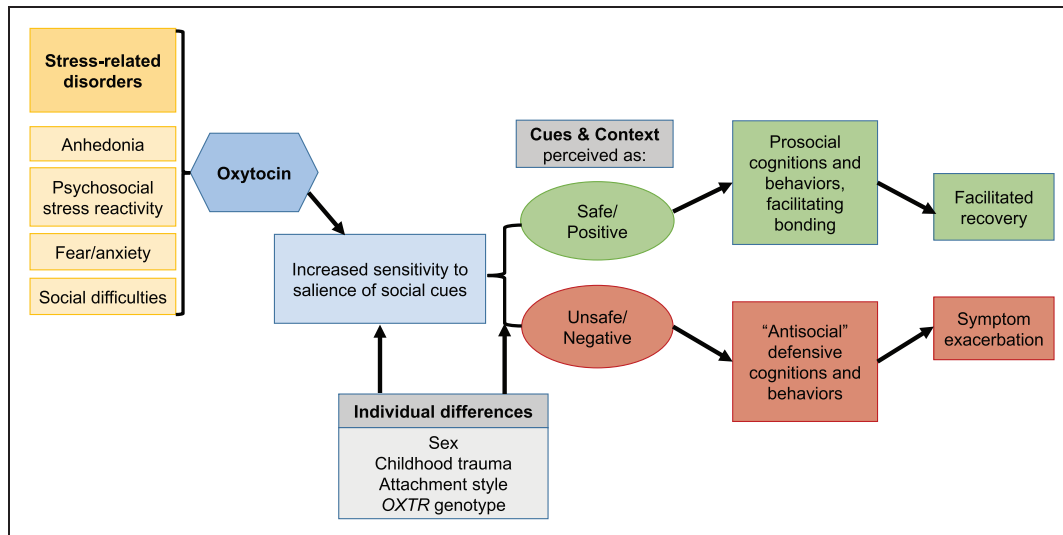 Stress-related
disorders
Anhedonia
Psychosocial
stress reactivity
Fear/anxiety
Social difficulties
Oxytocin
Increased sensitivity to
salience of social cues
Individual differences
Sex
Childhood trauma
Attachment style
OXTR genotype
Cues & Context
perceived as:
Safe/
Positive
Unsafe/
Negative
Prosocial
cognitions and
behaviors,
facilitating
bonding
“Antisocial”
defensive
cognitions and
behaviors
Facilitated
recovery
Symptom
exacerbation